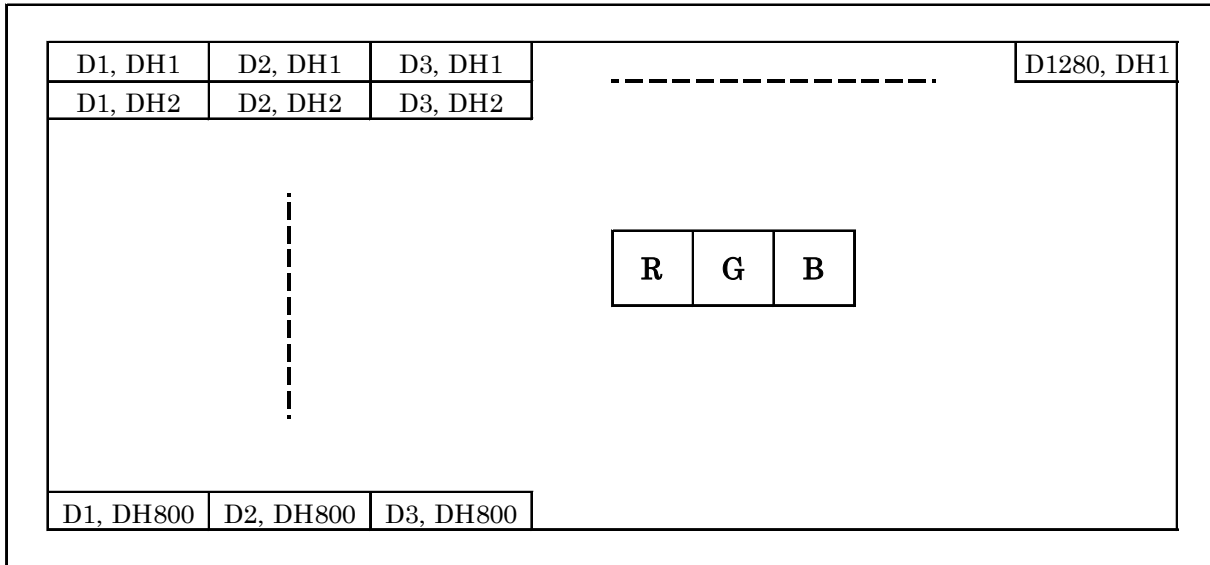 D1, DH1 D2, DH1 D3, DH1 D1280, DH1
D1, DH2 D2, DH2 D3, DH2
R G B
D1, DH800 D2, DH800 D3, DH800